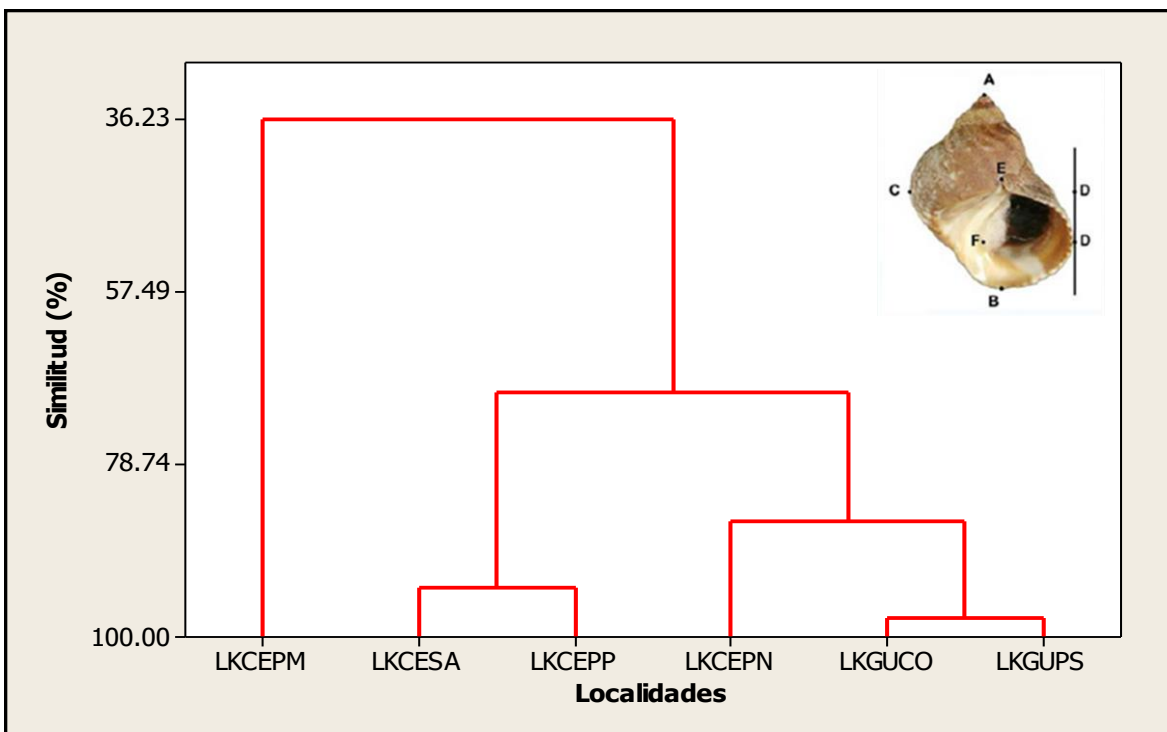 Similitud (%)
36.23
57.49
78.74
100.00
A
E
C
D
F
D
B
LKCEPM LKCESA LKCEPP LKCEPN LKGUCO LKGUPS
Localidades